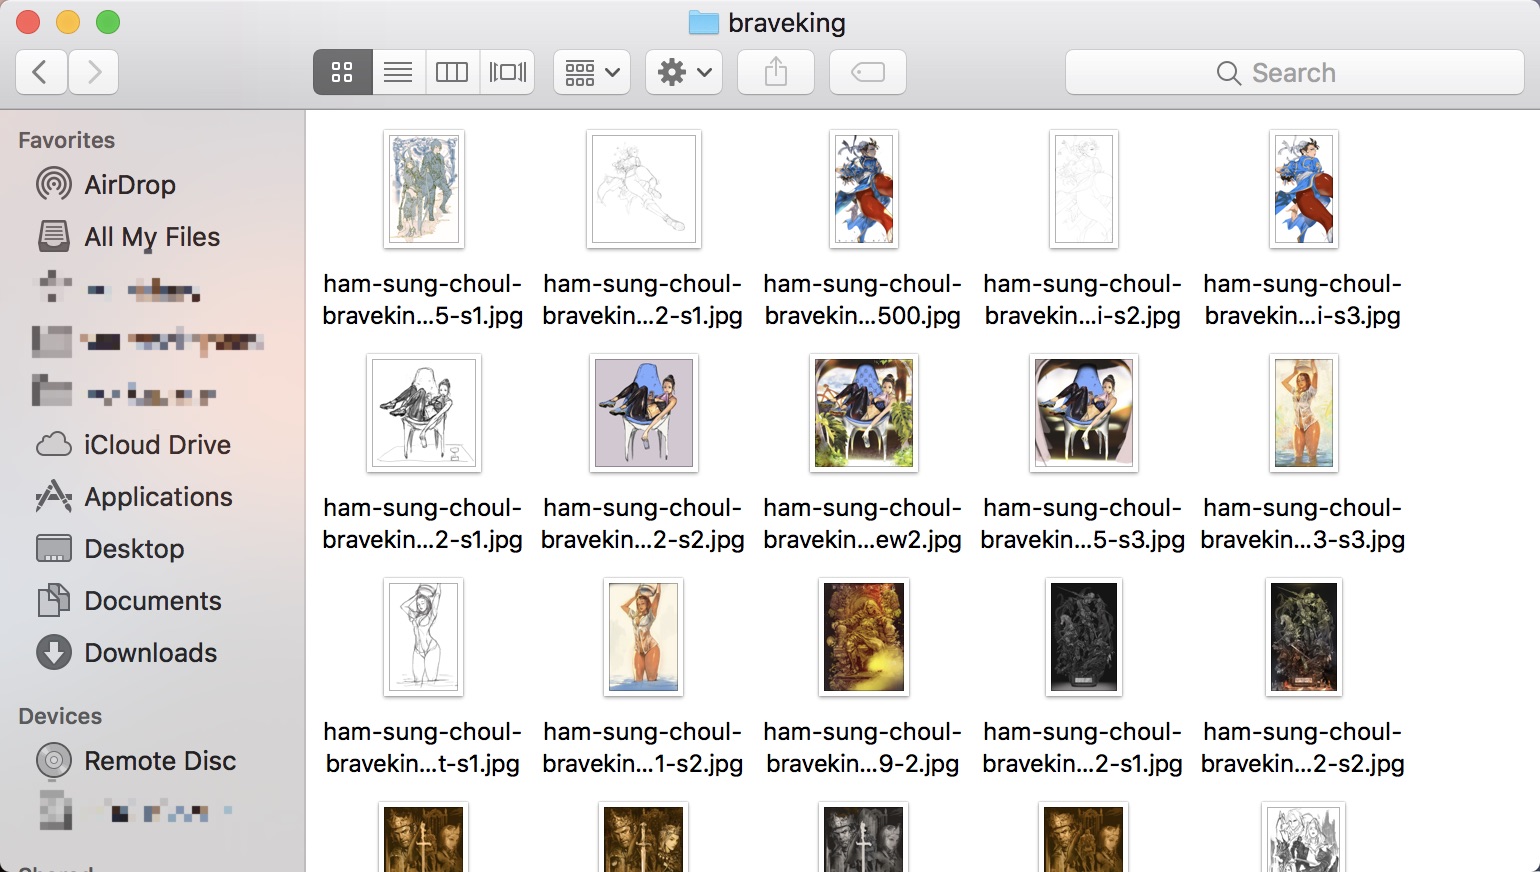 braveking
Search
Favorites
AirDrop
All My Files
iCloud Drive
Applications
Desktop
Documents
Downloads
Devices
Remote Disc
Shared
ham-sung-choul-
bravekin...5-s1.jpg
ham-sung-choul-
bravekin...2-s1.jpg
ham-sung-choul-
bravekin...500.jpg
ham-sung-choul-
bravekin...i-s2.jpg
ham-sung-choul-
bravekin...i-s3.jpg
ham-sung-choul-
bravekin...2-s1.jpg
ham-sung-choul-
bravekin...2-s2.jpg
ham-sung-choul-
bravekin...ew2.jpg
ham-sung-choul-
bravekin...5-s3.jpg
ham-sung-choul-
bravekin...3-s3.jpg
ham-sung-choul-
bravekin...t-s1.jpg
ham-sung-choul-
bravekin...1-s2.jpg
ham-sung-choul-
bravekin...9-2.jpg
ham-sung-choul-
bravekin...2-s1.jpg
ham-sung-choul-
bravekin...2-s2.jpg